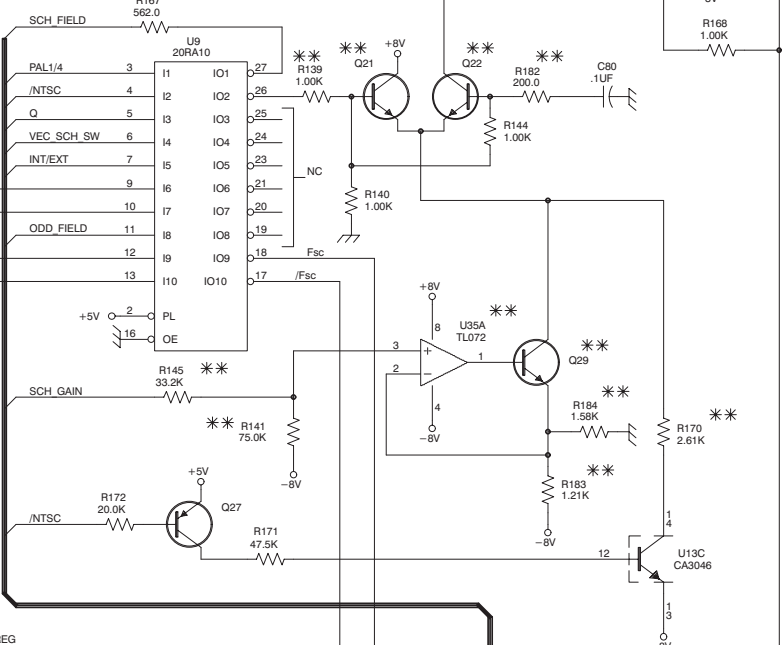 SCH_FIELD
562.0
R168
1.00K
U9
20RA10
PAL1/4 3 I1 IO1 27
/NTSC 4 I2 IO2 26
Q 5 I3 IO3 25
VEC_SCH_SW 6 I4 IO4 24
INT/EXT 7 I5 IO5 23
9 I6 IO6 21
10 I7 IO7 20
ODD_FIELD 11 I8 IO8 19
12 I9 IO9 18 Fsc
13 I10 IO10 17 /Fsc
+5V 2 PL
16 OE
NC
** R139
1.00K
** Q21
+8V
** Q22
** R182
200.0
C80
.1UF
R144
1.00K
R140
1.00K
+8V
8
U35A
TL072
**
3 +
2 −
1
4
−8V
** Q29
** R184
1.58K
** R183
1.21K
−8V
** R170
2.61K
SCH_GAIN
R145
33.2K
**
** R141
75.0K
−8V
/NTSC
R172
20.0K
+5V
Q27
R171
47.5K
12
14
U13C
CA3046
13